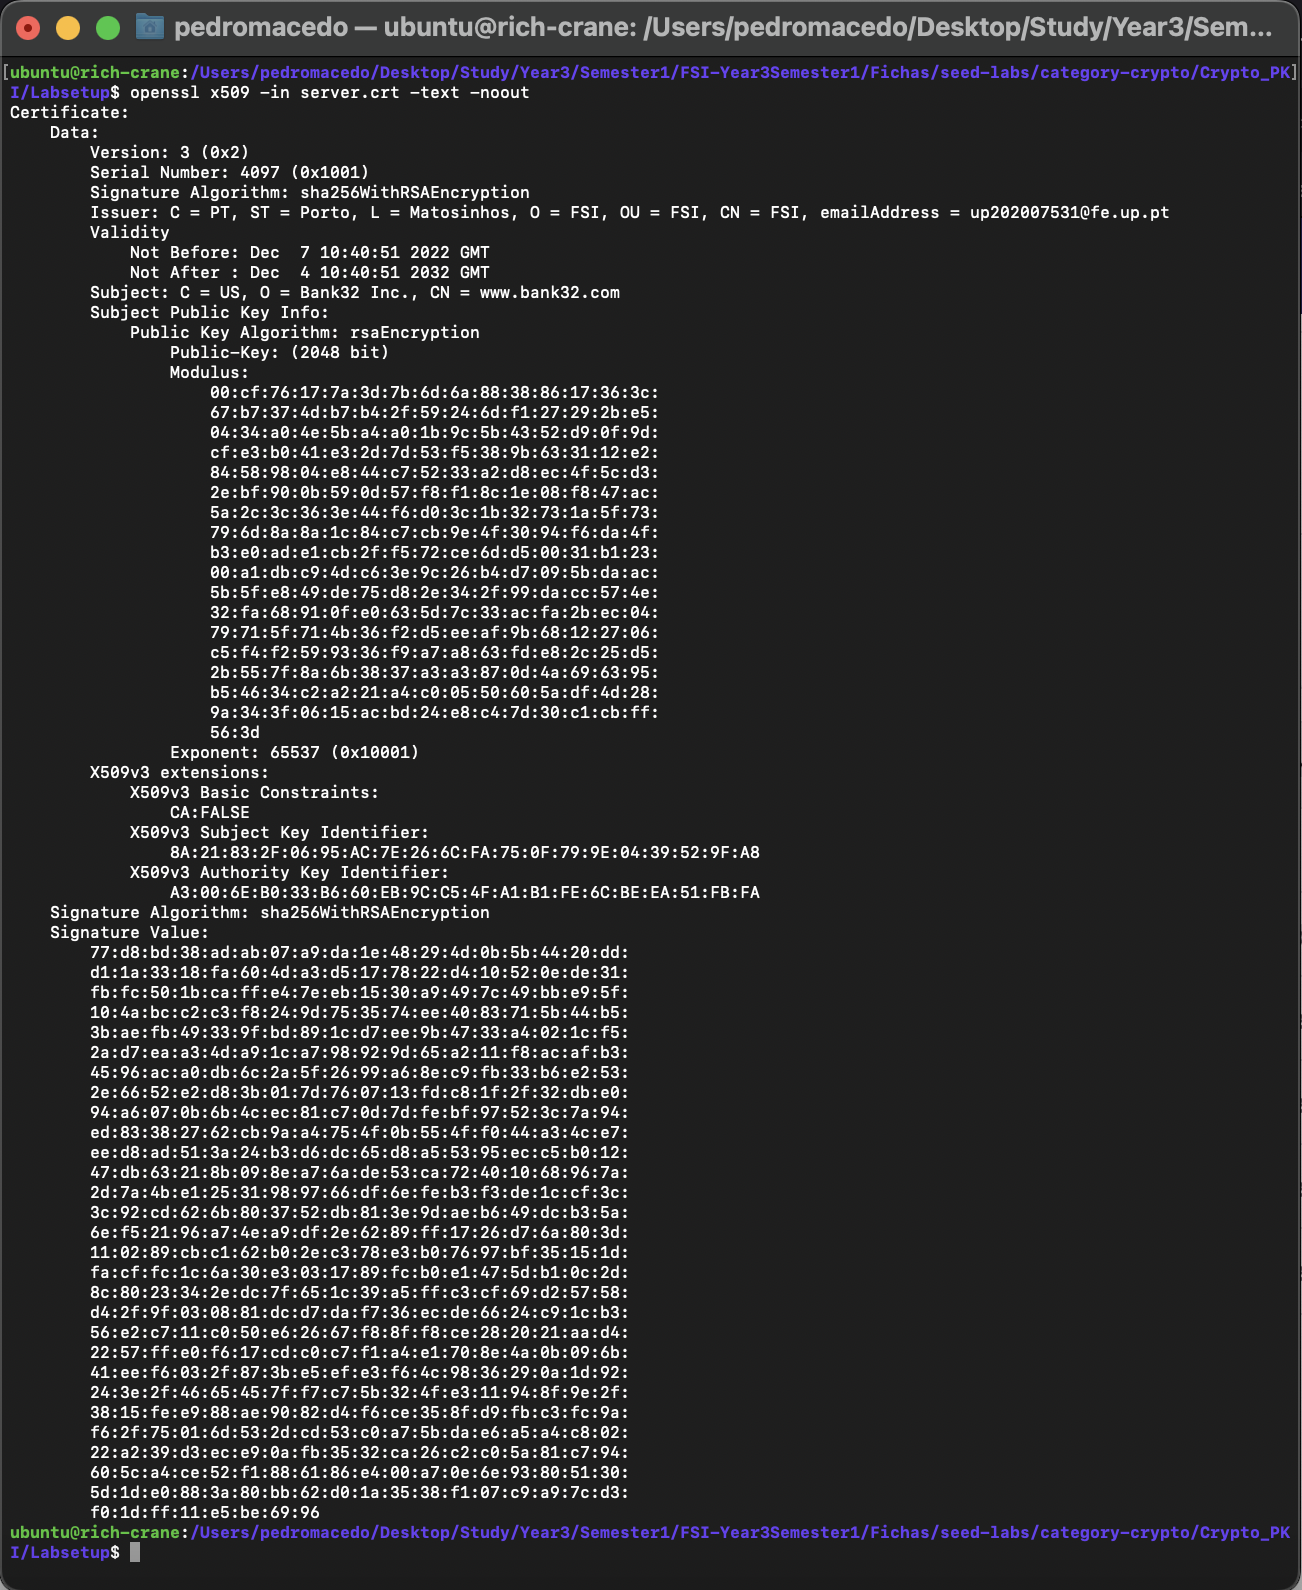 pedromacedo — ubuntu@rich-crane: /Users/pedromacedo/Desktop/Study/Year3/Sem...
[ubuntu@rich-crane:/Users/pedromacedo/Desktop/Study/Year3/Semester1/FSI-Year3Semester1/Fichas/seed-labs/category-crypto/Crypto_PK]
I/Labsetup$ openssl x509 -in server.crt -text -noout
Certificate:
    Data:
        Version: 3 (0x2)
        Serial Number: 4097 (0x1001)
        Signature Algorithm: sha256WithRSAEncryption
        Issuer: C = PT, ST = Porto, L = Matosinhos, O = FSI, OU = FSI, CN = FSI, emailAddress = up202007531@fe.up.pt
        Validity
            Not Before: Dec  7 10:40:51 2022 GMT
            Not After : Dec  4 10:40:51 2032 GMT
        Subject: C = US, O = Bank32 Inc., CN = www.bank32.com
        Subject Public Key Info:
            Public Key Algorithm: rsaEncryption
                Public-Key: (2048 bit)
                Modulus:
                    00:cf:76:17:7a:3d:7b:6d:6a:88:38:86:17:36:3c:
                    67:b7:37:4d:b7:b4:2f:59:24:6d:f1:27:29:2b:e5:
                    04:34:a0:4e:5b:a4:a0:1b:9c:5b:43:52:d9:0f:9d:
                    cf:e3:b0:41:e3:2d:7d:53:f5:38:9b:63:31:12:e2:
                    84:58:98:04:e8:44:c7:52:33:a2:d8:ec:4f:5c:d3:
                    2e:bf:90:0b:59:0d:57:f8:f1:8c:1e:08:f8:47:ac:
                    5a:2c:3c:36:3e:44:f6:d0:3c:1b:32:73:1a:5f:73:
                    79:6d:8a:8a:1c:84:c7:cb:9e:4f:30:94:f6:da:4f:
                    b3:e0:ad:e1:cb:2f:f5:72:ce:6d:d5:00:31:b1:23:
                    00:a1:db:c9:4d:c6:3e:9c:26:b4:d7:09:5b:da:ac:
                    5b:5f:e8:49:de:75:d8:2e:34:2f:99:da:cc:57:4e:
                    32:fa:68:91:0f:e0:63:5d:7c:33:ac:fa:2b:ec:04:
                    79:71:5f:71:4b:36:f2:d5:ee:af:9b:68:12:27:06:
                    c5:f4:f2:59:93:36:f9:a7:a8:63:fd:e8:2c:25:d5:
                    2b:55:7f:8a:6b:38:37:a3:a3:87:0d:4a:69:63:95:
                    b5:46:34:c2:a2:21:a4:c0:05:50:60:5a:df:4d:28:
                    9a:34:3f:06:15:ac:bd:24:e8:c4:7d:30:c1:cb:ff:
                    56:3d
                Exponent: 65537 (0x10001)
        X509v3 extensions:
            X509v3 Basic Constraints:
                CA:FALSE
            X509v3 Subject Key Identifier:
                8A:21:83:2F:06:95:AC:7E:26:6C:FA:75:0F:79:9E:04:39:52:9F:A8
            X509v3 Authority Key Identifier:
                A3:00:6E:B0:33:B6:60:EB:9C:C5:4F:A1:B1:FE:6C:BE:EA:51:FB:FA
    Signature Algorithm: sha256WithRSAEncryption
    Signature Value:
        77:d8:bd:38:ad:ab:07:a9:da:1e:48:29:4d:0b:5b:44:20:dd:
        d1:1a:33:18:fa:60:4d:a3:d5:17:78:22:d4:10:52:0e:de:31:
        fb:fc:50:1b:ca:ff:e4:7e:eb:15:30:a9:49:7c:49:bb:e9:5f:
        10:4a:bc:c2:c3:f8:24:9d:75:35:74:ee:40:83:71:5b:44:b5:
        3b:ae:fb:49:33:9f:bd:89:1c:d7:ee:9b:47:33:a4:02:1c:f5:
        2a:d7:ea:a3:4d:a9:1c:a7:98:92:9d:65:a2:11:f8:ac:af:b3:
        45:96:ac:a0:db:6c:2a:5f:26:99:a6:8e:c9:fb:33:b6:e2:53:
        2e:66:52:e2:d8:3b:01:7d:76:07:13:fd:c8:1f:2f:32:db:e0:
        94:a6:07:0b:6b:4c:ec:81:c7:0d:7d:fe:bf:97:52:3c:7a:94:
        ed:83:38:27:62:cb:9a:a4:75:4f:0b:55:4f:f0:44:a3:4c:e7:
        ee:d8:ad:51:3a:24:b3:d6:dc:65:d8:a5:53:95:ec:c5:b0:12:
        47:db:63:21:8b:09:8e:a7:6a:de:53:ca:72:40:10:68:96:7a:
        2d:7a:4b:e1:25:31:98:97:66:df:6e:fe:b3:f3:de:1c:cf:3c:
        3c:92:cd:62:6b:80:37:52:db:81:3e:9d:ae:b6:49:dc:b3:5a:
        6e:f5:21:96:a7:4e:a9:df:2e:62:89:ff:17:26:d7:6a:80:3d:
        11:02:89:cb:c1:62:b0:2e:c3:78:e3:b0:76:97:bf:35:15:1d:
        fa:cf:fc:1c:6a:30:e3:03:17:89:fc:b0:e1:47:5d:b1:0c:2d:
        8c:80:23:34:2e:dc:7f:65:1c:39:a5:ff:c3:cf:69:d2:57:58:
        d4:2f:9f:03:08:81:dc:d7:da:f7:36:ec:de:66:24:c9:1c:b3:
        56:e2:c7:11:c0:50:e6:26:67:f8:8f:f8:ce:28:20:21:aa:d4:
        22:57:ff:e0:f6:17:cd:c0:c7:f1:a4:e1:70:8e:4a:0b:09:6b:
        41:ee:f6:03:2f:87:3b:e5:ef:e3:f6:4c:98:36:29:0a:1d:92:
        24:3e:2f:46:65:45:7f:f7:c7:5b:32:4f:e3:11:94:8f:9e:2f:
        38:15:fe:e9:88:ae:90:82:d4:f6:ce:35:8f:d9:fb:c3:fc:9a:
        f6:2f:75:01:6d:53:2d:cd:53:c0:a7:5b:da:e6:a5:a4:c8:02:
        22:a2:39:d3:ec:e9:0a:fb:35:32:ca:26:c2:c0:5a:81:c7:94:
        60:5c:a4:ce:52:f1:88:61:86:e4:00:a7:0e:6e:93:80:51:30:
        5d:1d:e0:88:3a:80:bb:62:d0:1a:35:38:f1:07:c9:a9:7c:d3:
        f0:1d:ff:11:e5:be:69:96
ubuntu@rich-crane:/Users/pedromacedo/Desktop/Study/Year3/Semester1/FSI-Year3Semester1/Fichas/seed-labs/category-crypto/Crypto_PK
I/Labsetup$